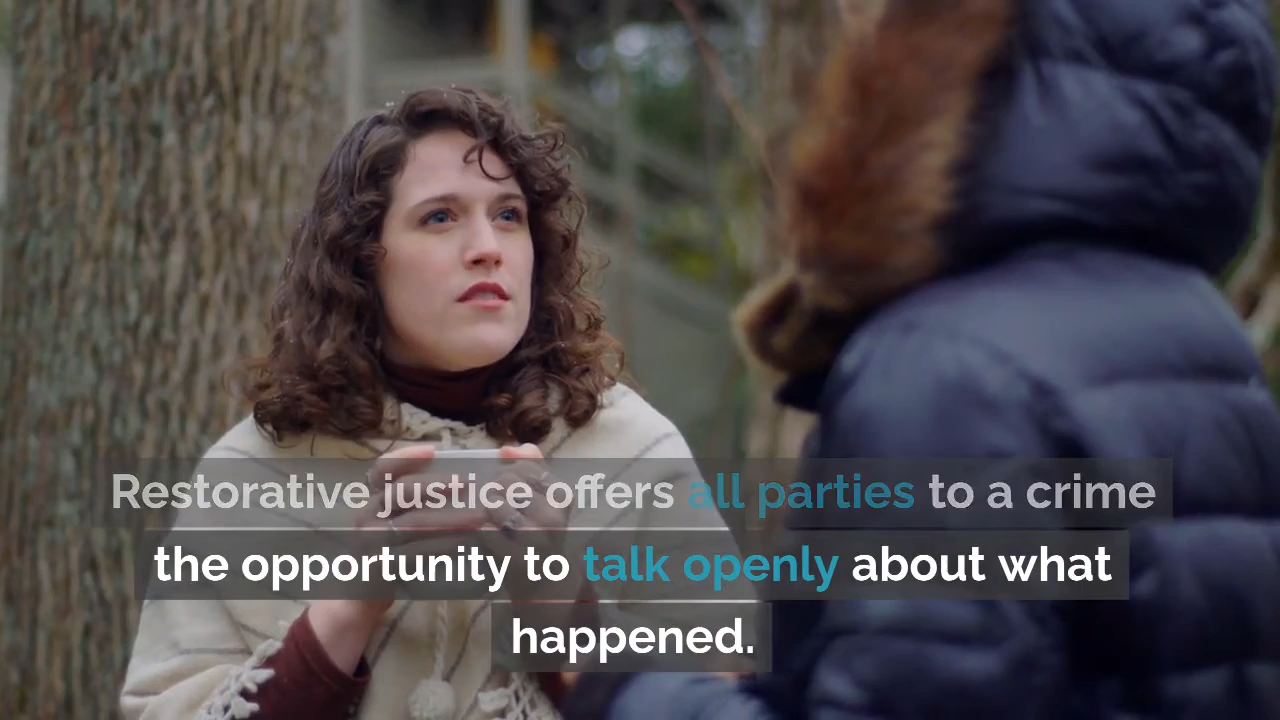 Restorative justice offers all parties to a crime
the opportunity to talk openly about what
happened.